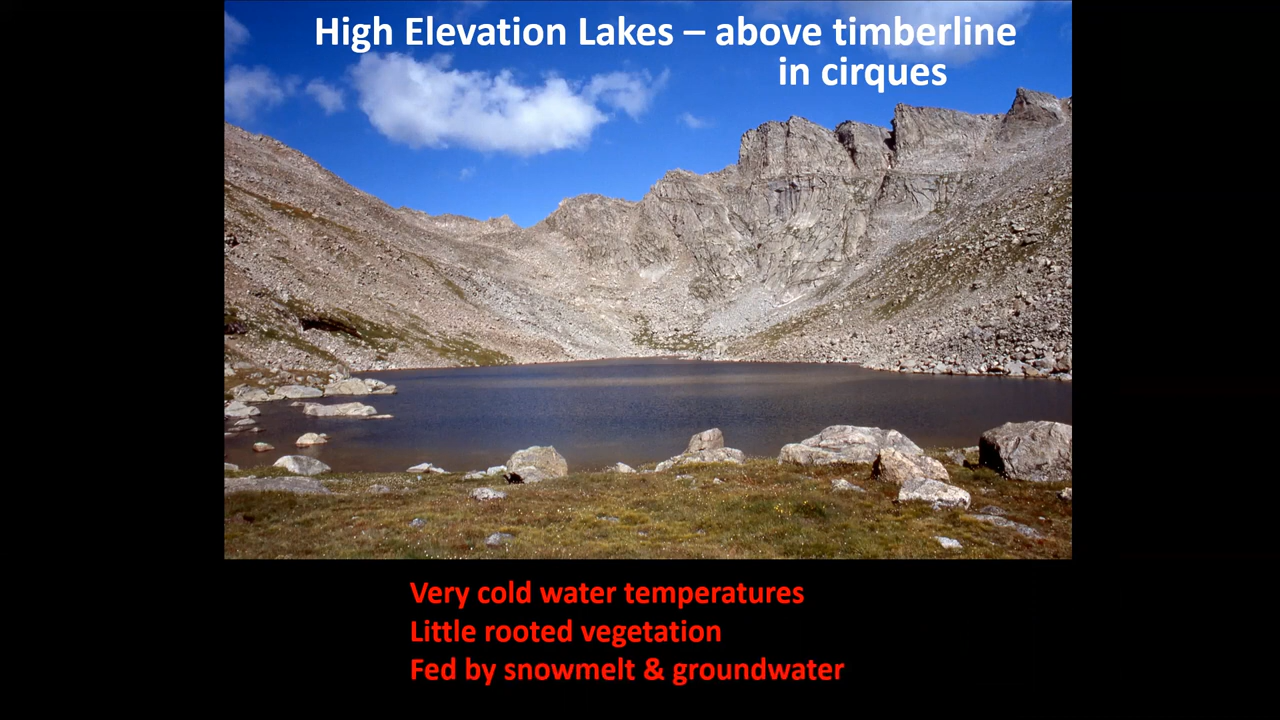 High Elevation Lakes – above timberline
in cirques
Very cold water temperatures
Little rooted vegetation
Fed by snowmelt & groundwater